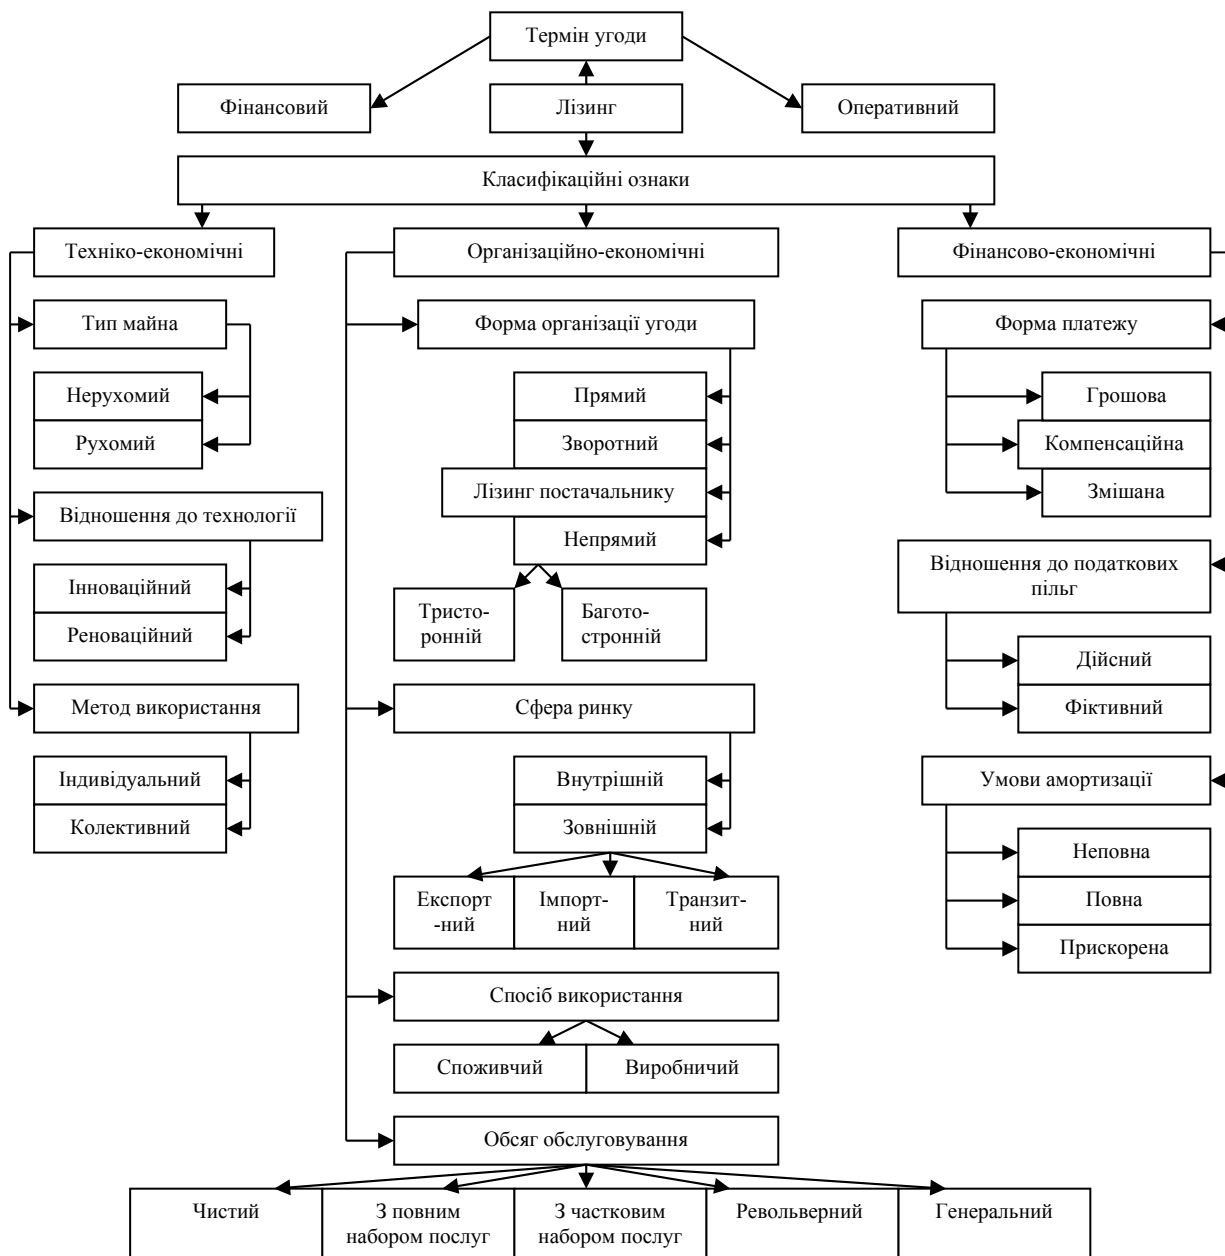 Термін угоди
Фінансовий
Лізинг
Оперативний
Класифікаційні ознаки
Техніко-економічні
Організаційно-економічні
Фінансово-економічні
Тип майна
Нерухомий
Рухомий
Відношення до технології
Інноваційний
Реноваційний
Метод використання
Індивідуальний
Колективний
Форма організації угоди
Прямий
Зворотний
Лізинг постачальнику
Непрямий
Тристо-
ронній
Багото-
стронній
Сфера ринку
Внутрішній
Зовнішній
Експорт
-ний
Імпорт-
ний
Транзит-
ний
Спосіб використання
Споживчий
Виробничий
Обсяг обслуговування
Чистий
З повним
набором послуг
З частковим
набором послуг
Револьверний
Генеральний
Форма платежу
Грошова
Компенсаційна
Змішана
Відношення до податкових
пільг
Дійсний
Фіктивний
Умови амортизації
Неповна
Повна
Прискорена